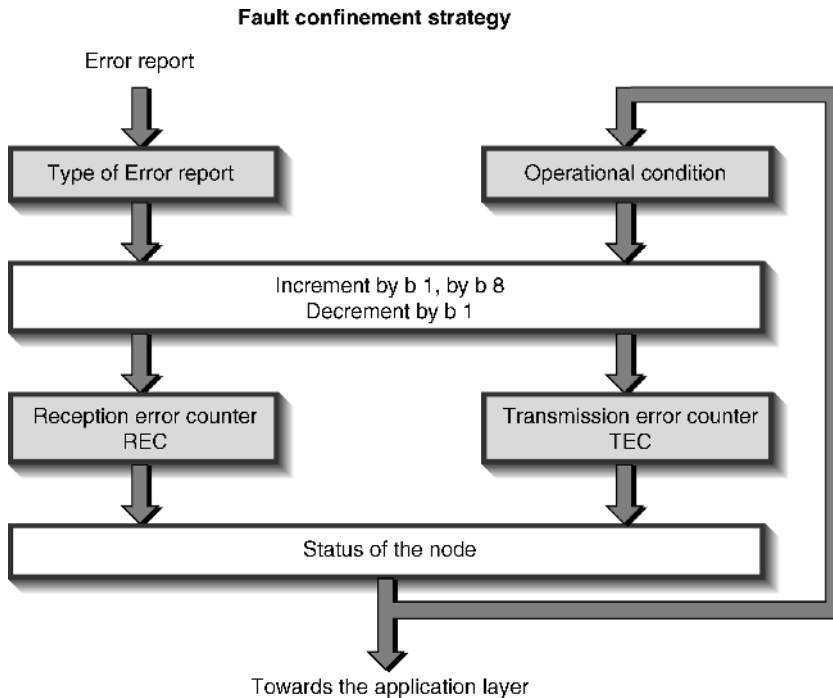 Fault confinement strategy
Error report
Type of Error report
Operational condition
Increment by b 1, by b 8
Decrement by b 1
Reception error counter
REC
Transmission error counter
TEC
Status of the node
Towards the application layer